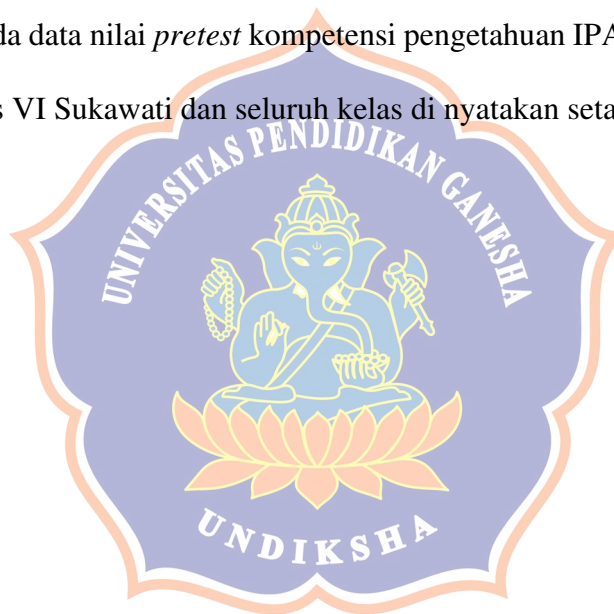 da data nilai pretest kompetensi pengetahuan IPA
s VI Sukawati dan seluruh kelas di nyatakan seta
UNIVERSITAS PENDIDIKAN GANESHA
UNDIKSHA